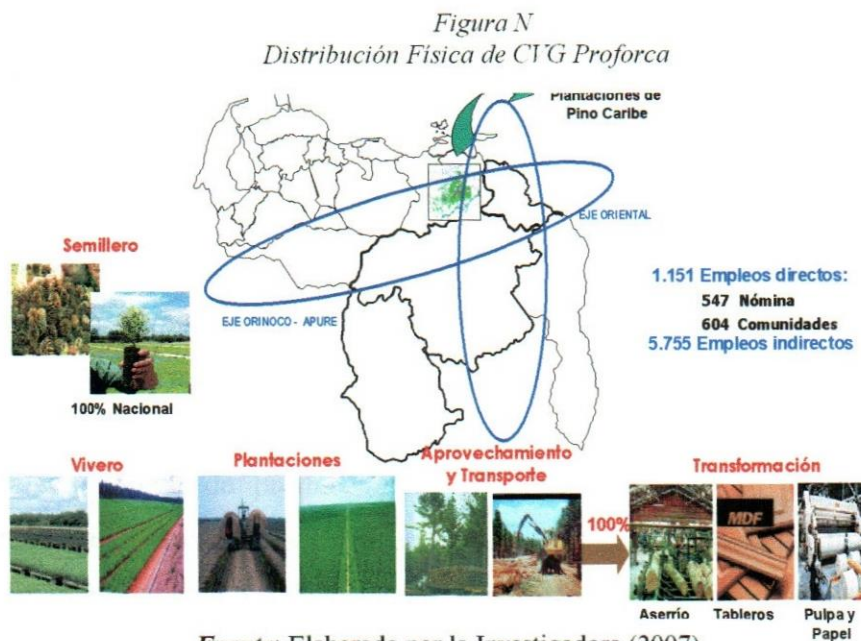 Figura N
Distribución Física de CVG Proforca
Plantaciones de
Pino Caribe
EJE ORIENTAL
Semillero
1.151 Empleos directos:
547 Nómina
604 Comunidades
5.755 Empleos indirectos
EJE ORINOCO - APURE
100% Nacional
Vivero
Plantaciones
Aprovechamiento
y Transporte
Transformación
100%
MDF
Aserrío
Tableros
Pulpa y
Papel
Fuente: Elaborado por la Investigadora (2007)